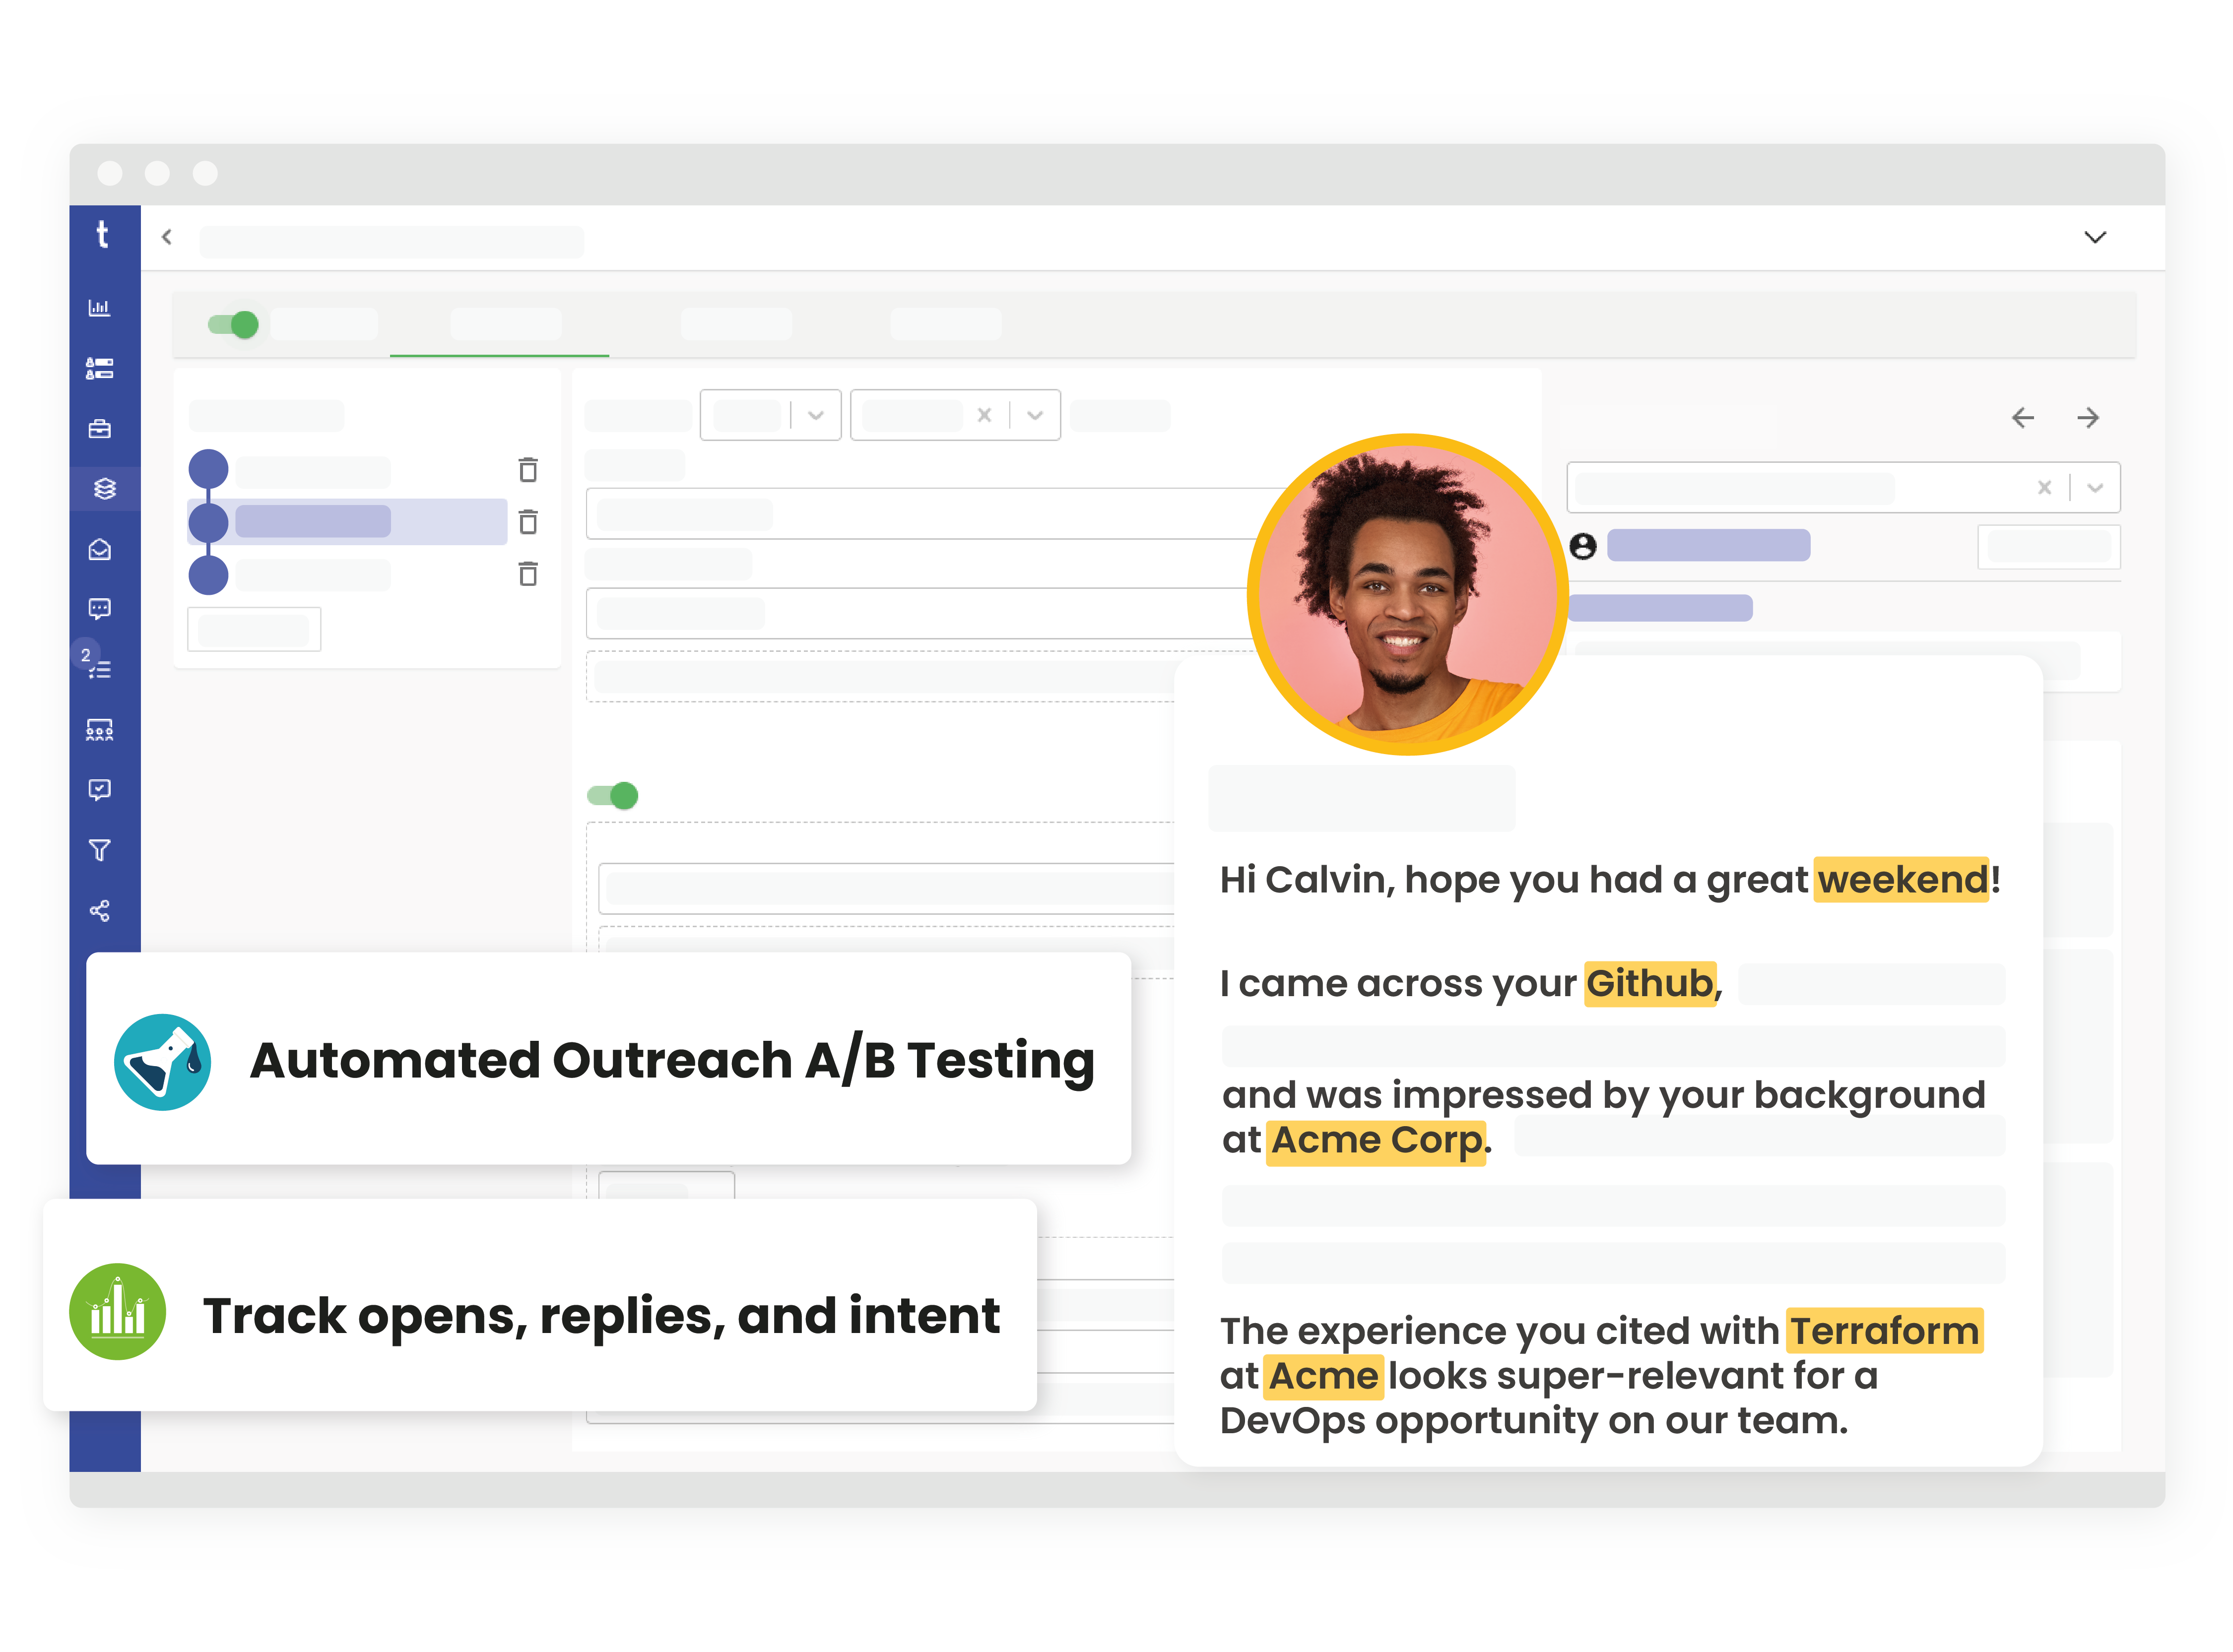 t
2
Hi Calvin, hope you had a great weekend!
I came across your Github,
and was impressed by your background
at Acme Corp.
The experience you cited with Terraform
at Acme looks super-relevant for a
DevOps opportunity on our team.
Automated Outreach A/B Testing
Track opens, replies, and intent